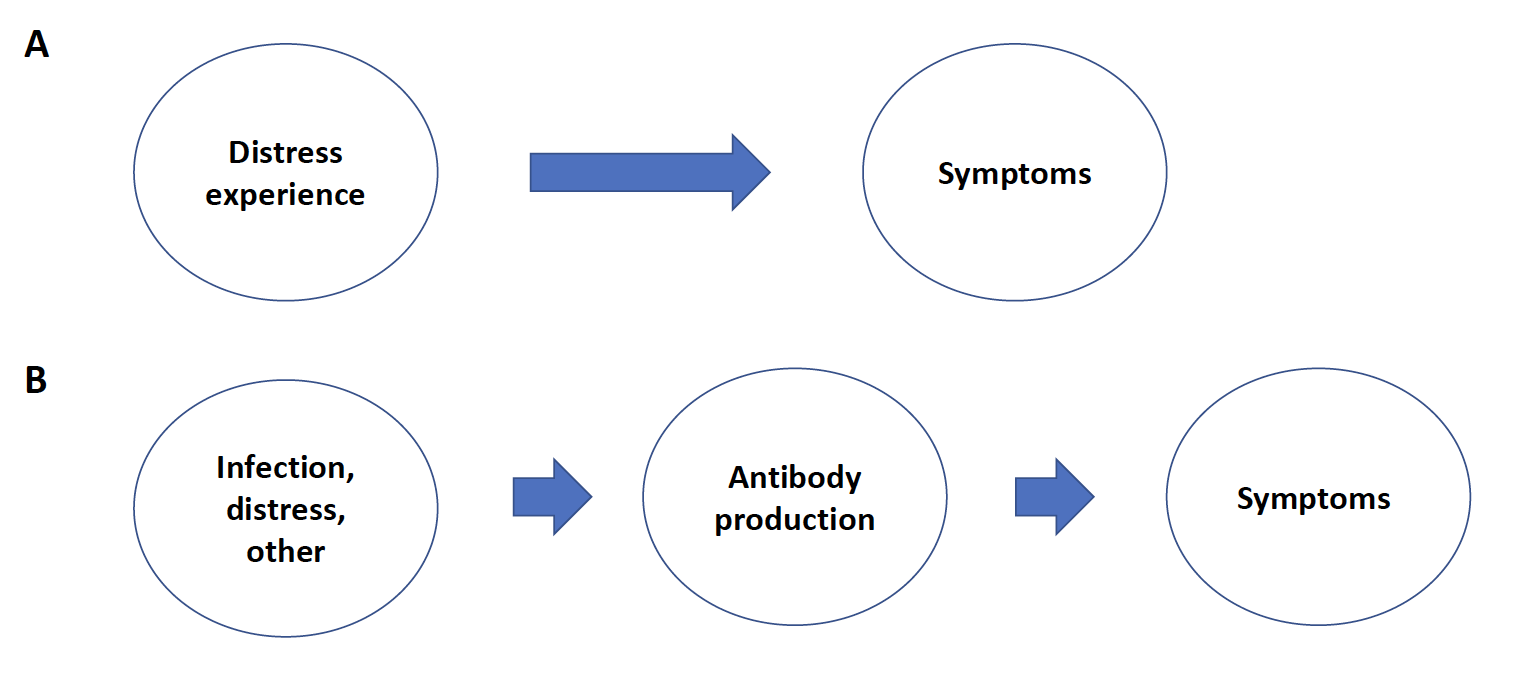 A
Distress
experience
Symptoms
B
Infection,
distress,
other
Antibody
production
Symptoms